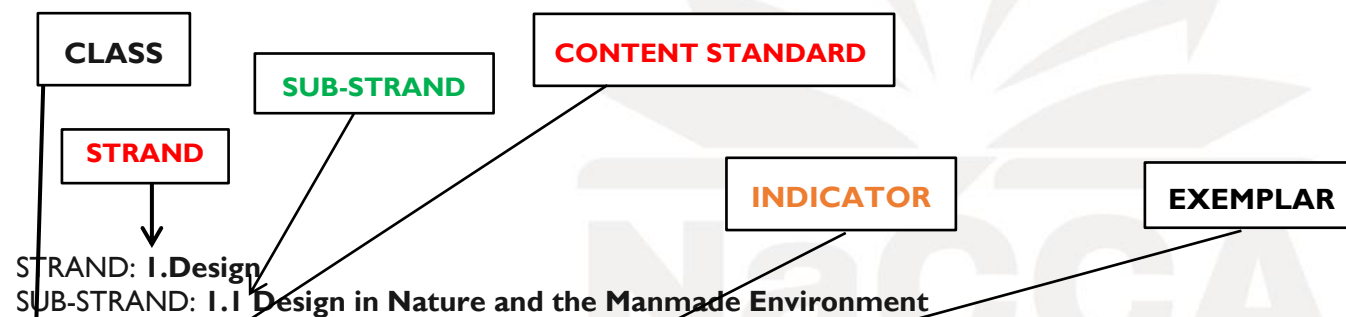 CLASS
CONTENT STANDARD
SUB-STRAND
STRAND
INDICATOR
EXEMPLAR
STRAND: 1.Design
SUB-STRAND: 1.1 Design in Nature and the Manmade Environment
NaCCA